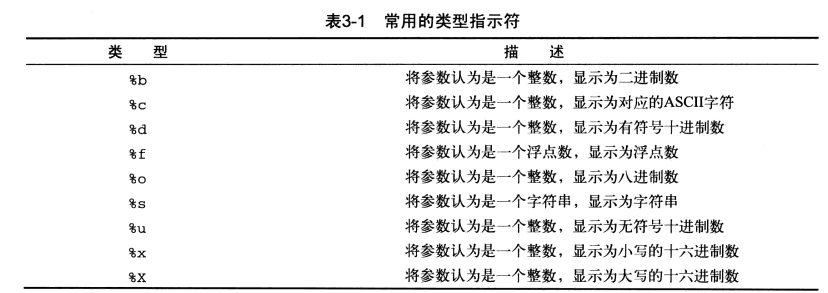 表3-1 常用的类型指示符
类 型 描 述
%b 将参数认为是一个整数，显示为二进制数
%c 将参数认为是一个整数，显示为对应的ASCII字符
%d 将参数认为是一个整数，显示为有符号十进制数
%f 将参数认为是一个浮点数，显示为浮点数
%o 将参数认为是一个整数，显示为八进制数
%s 将参数认为是一个字符串，显示为字符串
%u 将参数认为是一个整数，显示为无符号十进制数
%x 将参数认为是一个整数，显示为小写的十六进制数
%X 将参数认为是一个整数，显示为大写的十六进制数